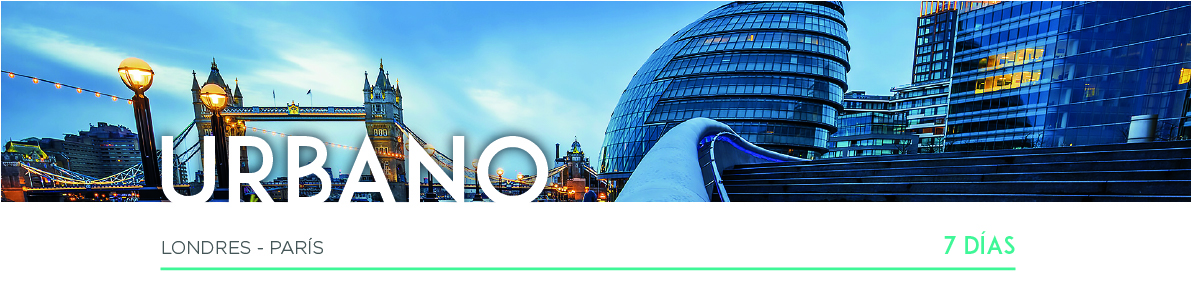 URBANO
LONDRES - PARÍS
7 DÍAS